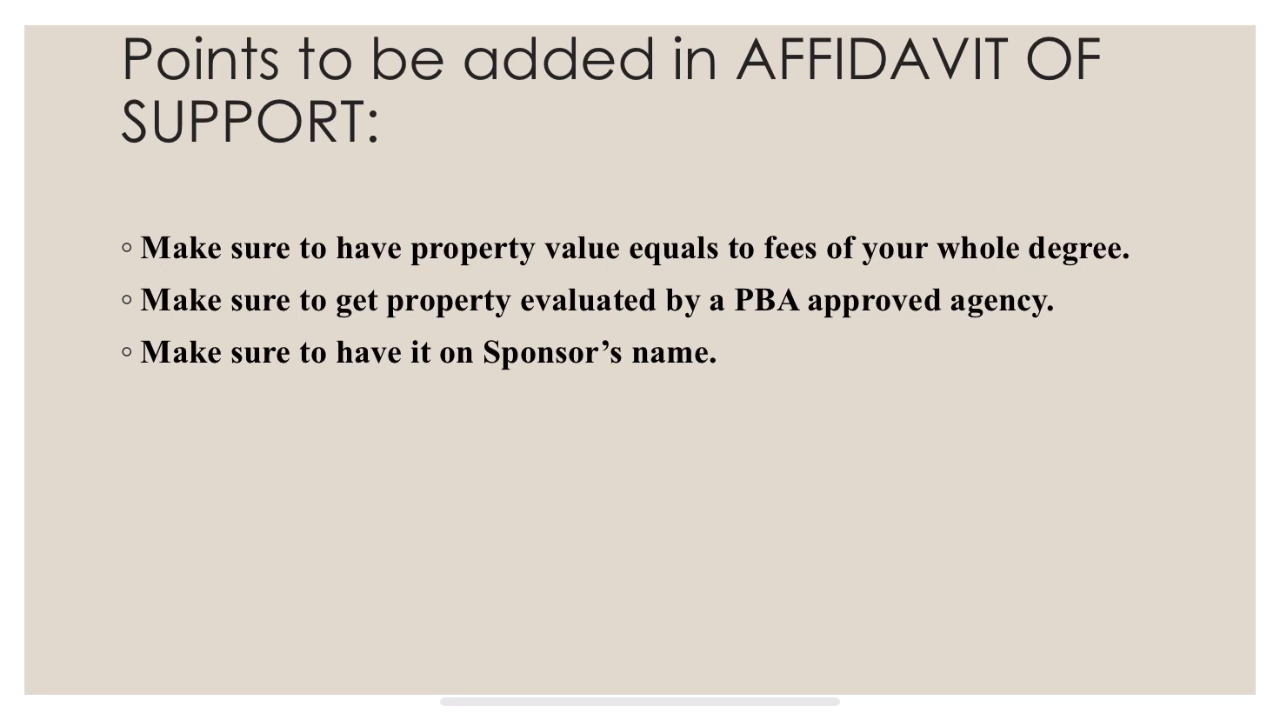 Points to be added in AFFIDAVIT OF
SUPPORT:
◦ Make sure to have property value equals to fees of your whole degree.
◦ Make sure to get property evaluated by a PBA approved agency.
◦ Make sure to have it on Sponsor’s name.